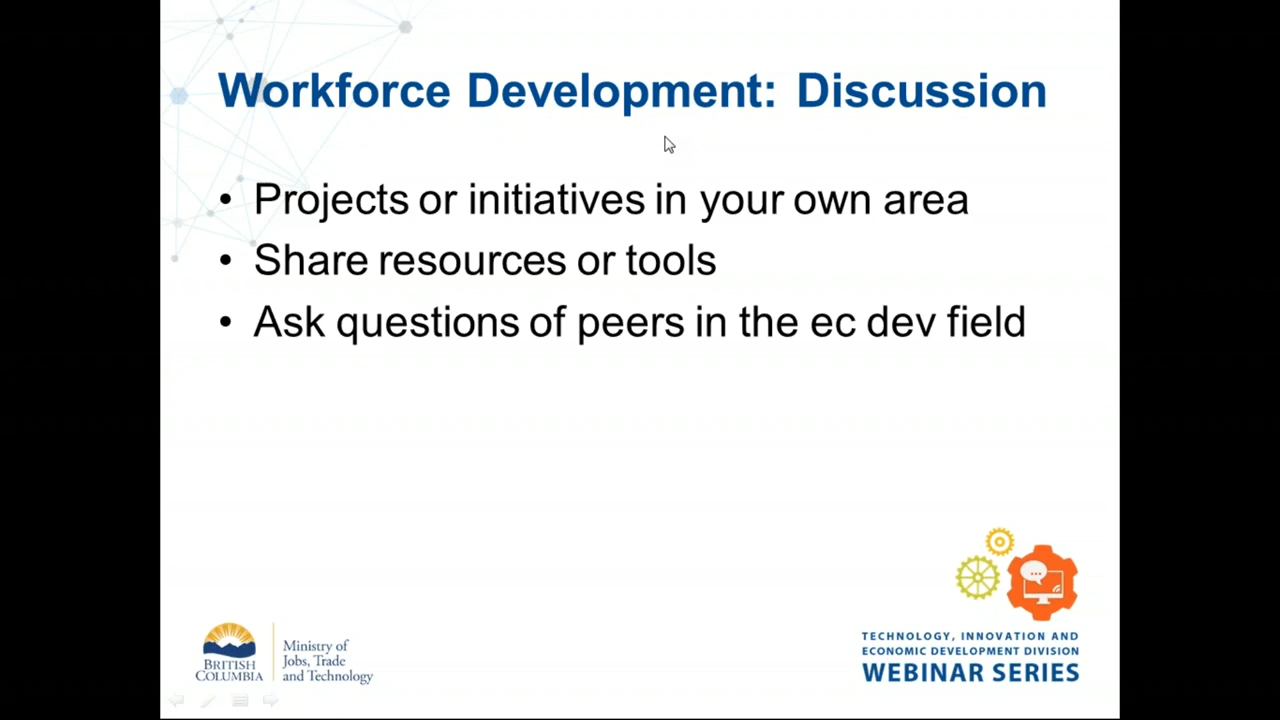 Workforce Development: Discussion
• Projects or initiatives in your own area
• Share resources or tools
• Ask questions of peers in the ec dev field
BRITISH
COLUMBIA
Ministry of
Jobs, Trade
and Technology
TECHNOLOGY, INNOVATION AND
ECONOMIC DEVELOPMENT DIVISION
WEBINAR SERIES